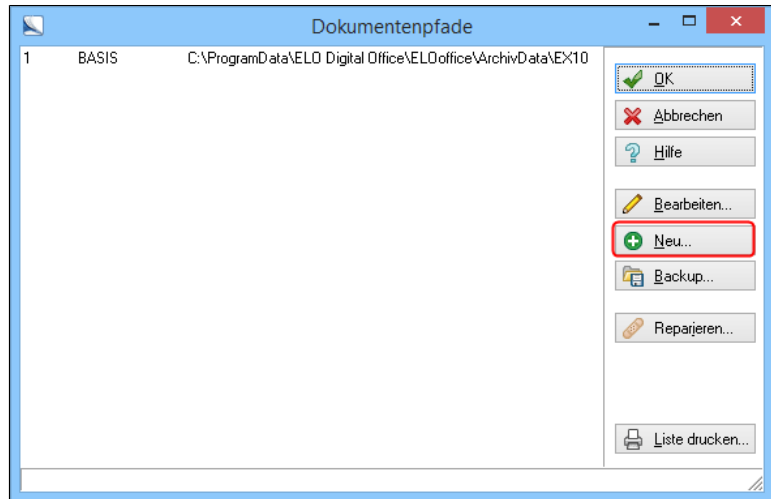 Dokumentenpfade
1 BASIS C:\ProgramData\ELO Digital Office\ELOoffice\ArchivData\EX10
OK
Abbrechen
Hilfe
Bearbeiten...
Neu...
Backup...
Reparieren...
Liste drucken...